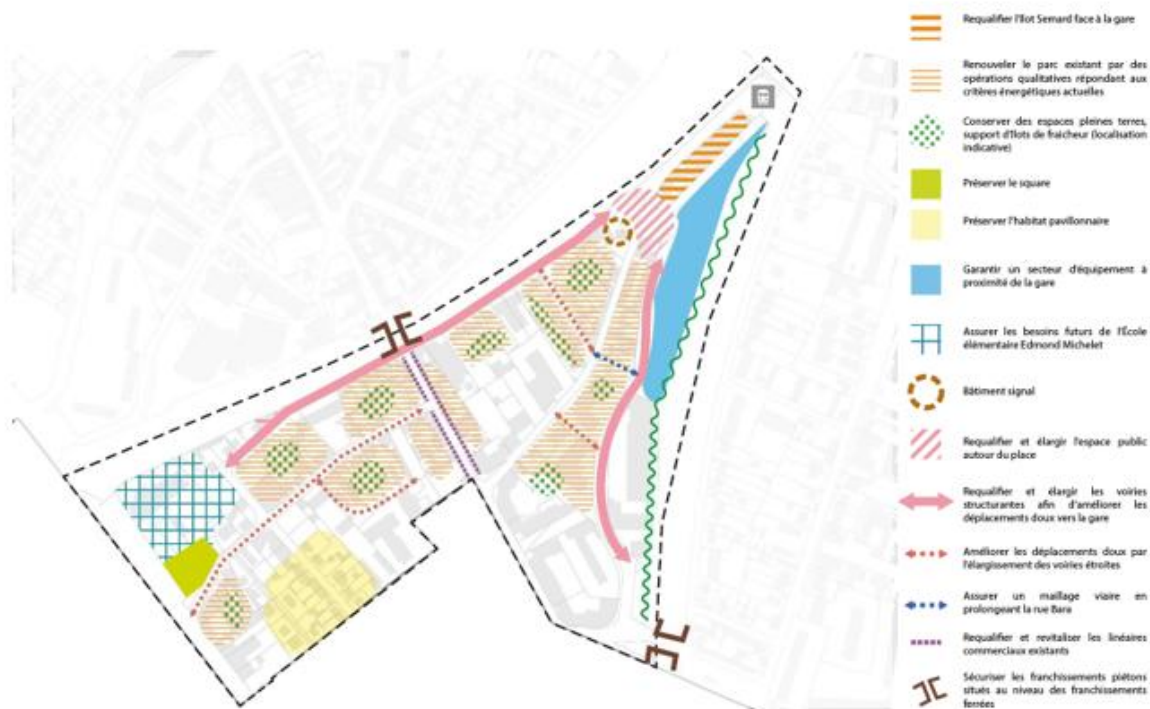 Requalifier l'îlot Semard face à la gare
Renouveler le parc existant par des
opérations qualitatives répondant aux
critères énergétiques actuelles
Conserver des espaces pleines terres,
support d'îlots de fraicheur (localisation
indicative)
Préserver le square
Préserver l'habitat pavillonnaire
Garantir un secteur d'équipement à
proximité de la gare
Assurer les besoins futurs de l'École
élémentaire Edmond Michelet
Bâtiment signal
Requalifier et élargir l'espace public
autour du place
Requalifier et élargir les voiries
structurantes afin d'améliorer les
déplacements doux vers la gare
Améliorer les déplacements doux par
l'élargissement des voiries étroites
Assurer un maillage viaire en
prolongeant la rue Bara
Requalifier et revitaliser les linéaires
commerciaux existants
Sécuriser les franchissements piétons
situés au niveau des franchissements
ferrées